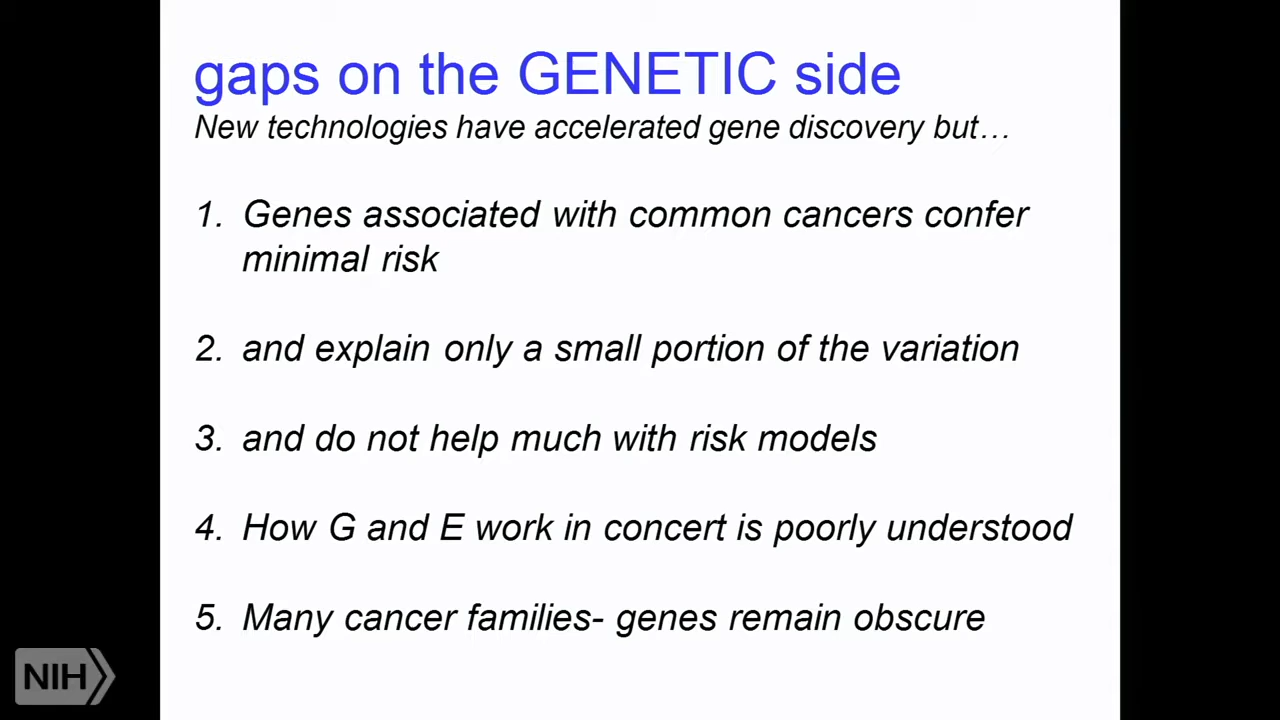 gaps on the GENETIC side
New technologies have accelerated gene discovery but…
1. Genes associated with common cancers confer
minimal risk
2. and explain only a small portion of the variation
3. and do not help much with risk models
4. How G and E work in concert is poorly understood
5. Many cancer families- genes remain obscure
NIH